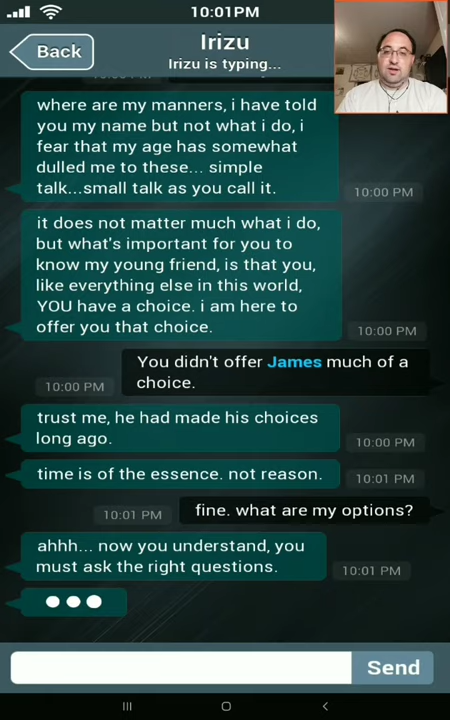 10:01PM
Back
Irizu
Irizu is typing...
where are my manners, i have told
you my name but not what i do, i
fear that my age has somewhat
dulled me to these... simple
talk...small talk as you call it.
10:00 PM
it does not matter much what i do,
but what's important for you to
know my young friend, is that you,
like everything else in this world,
YOU have a choice. i am here to
offer you that choice.
10:00 PM
You didn't offer James much of a
choice.
10:00 PM
trust me, he had made his choices
long ago.
10:00 PM
time is of the essence. not reason.
10:01 PM
fine. what are my options?
10:01 PM
ahhh... now you understand, you
must ask the right questions.
10:01 PM
Send